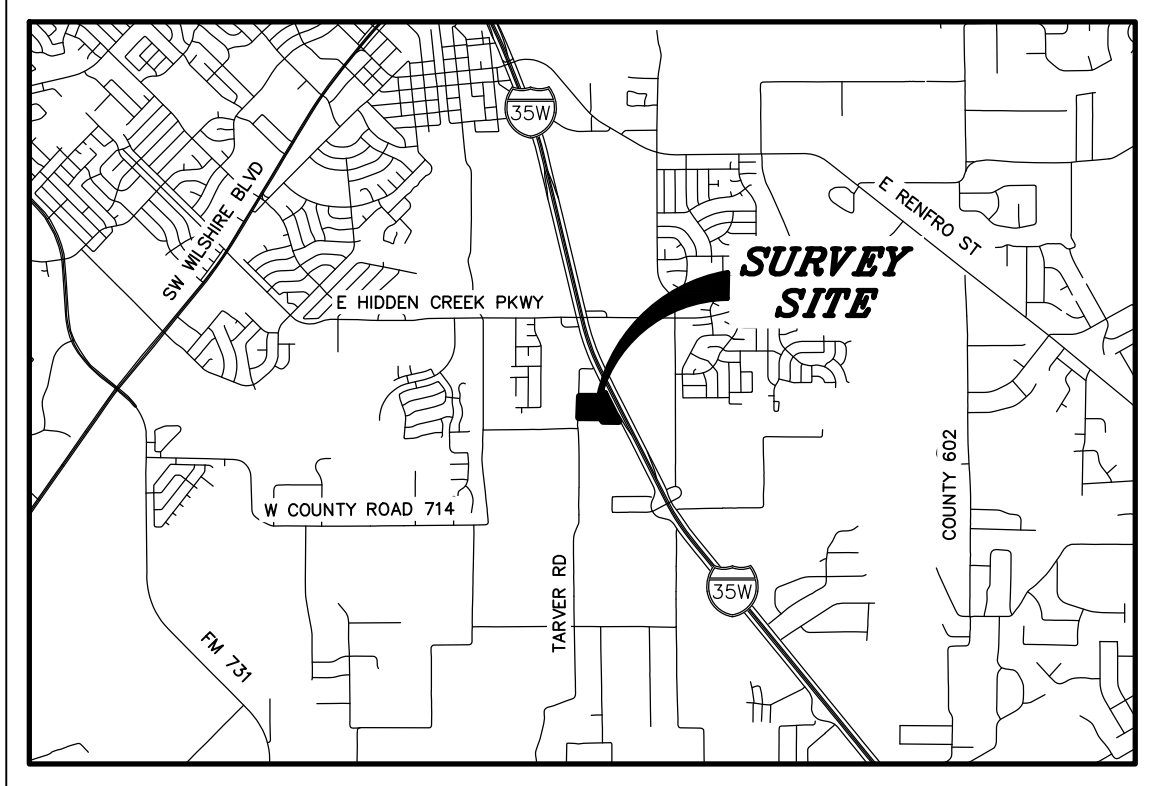 35W
SW WILSHIRE BLVD
E RENFRO ST
SURVEY
SITE
E HIDDEN CREEK PKWY
COUNTY 602
W COUNTY ROAD 714
TARVER RD
35W
FM 731